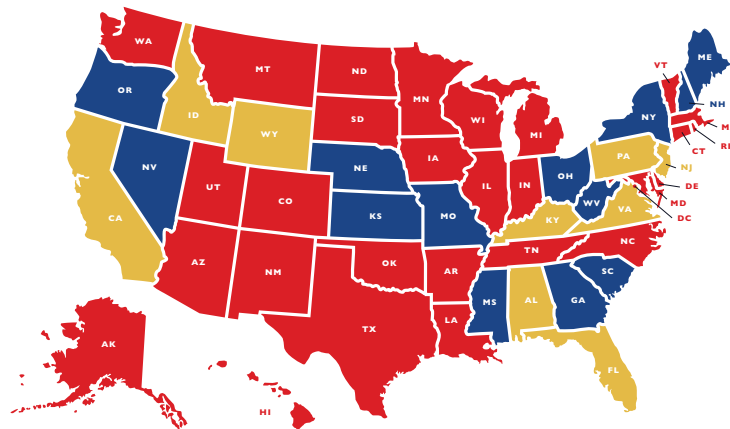 WA
MT
ND
MN
VT
ME
OR
ID
SD
WI
MI
NY
NH
MA
RI
CT
WY
IA
PA
NJ
NV
NE
IL
IN
OH
DE
MD
DC
UT
CO
KS
MO
WV
VA
KY
CA
AZ
NM
OK
AR
TN
NC
SC
MS
AL
GA
LA
TX
FL
AK
HI